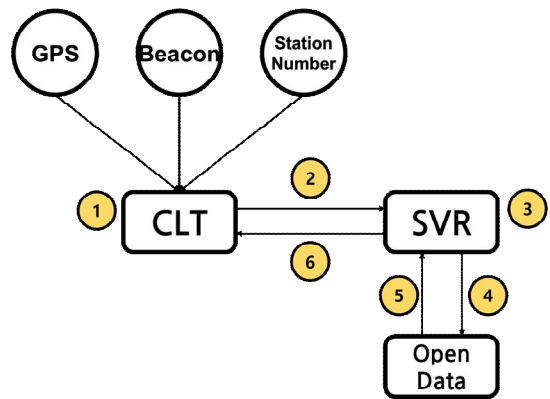 GPS
Beacon
Station
Number
1
CLT
2
6
SVR
3
5
4
Open
Data